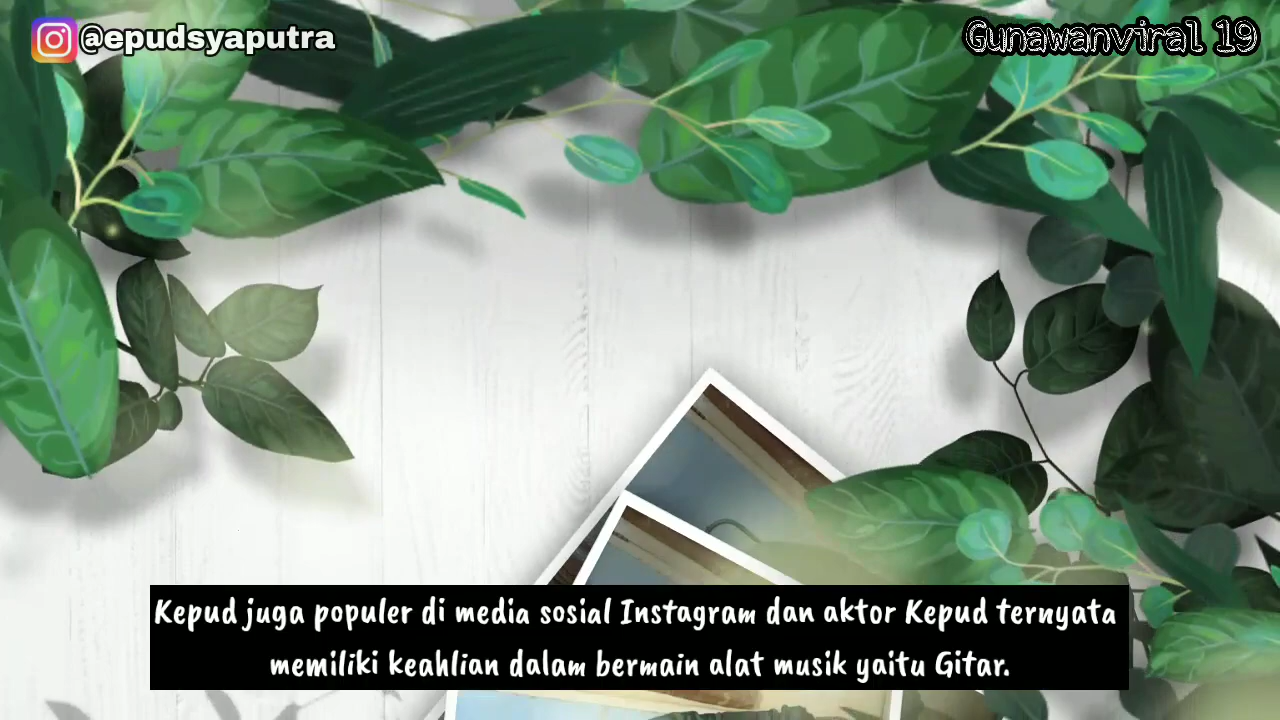 @epudsyaputra
Gunawanviral 19
Kepud juga populer di media sosial Instagram dan aktor Kepud ternyata
memiliki keahlian dalam bermain alat musik yaitu Gitar.